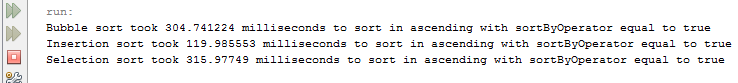 run:
Bubble sort took 304.741224 milliseconds to sort in ascending with sortByOperator equal to true
Insertion sort took 119.985553 milliseconds to sort in ascending with sortByOperator equal to true
Selection sort took 315.97749 milliseconds to sort in ascending with sortByOperator equal to true